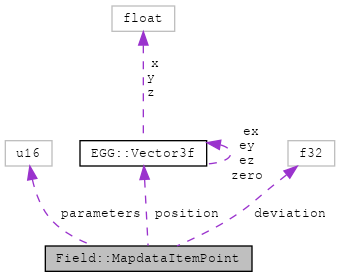 float
x
y
z
u16
EGG::Vector3f
ex
ey
ez
zero
f32
parameters
position
deviation
Field::MapdataItemPoint